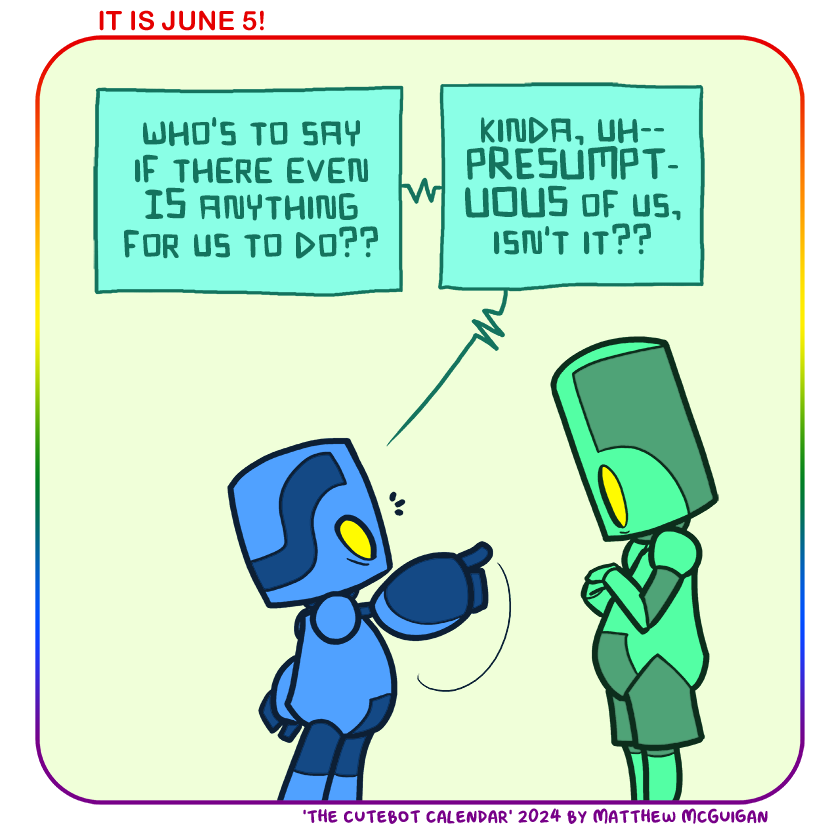 IT IS JUNE 5!
WHO'S TO SAY
IF THERE EVEN
IS ANYTHING
FOR US TO DO??
KINDA, UH--
PRESUMPT-
UOUS OF US,
ISN'T IT??
'THE CUTEBOT CALENDAR' 2024 BY MATTHEW MCGUIGAN